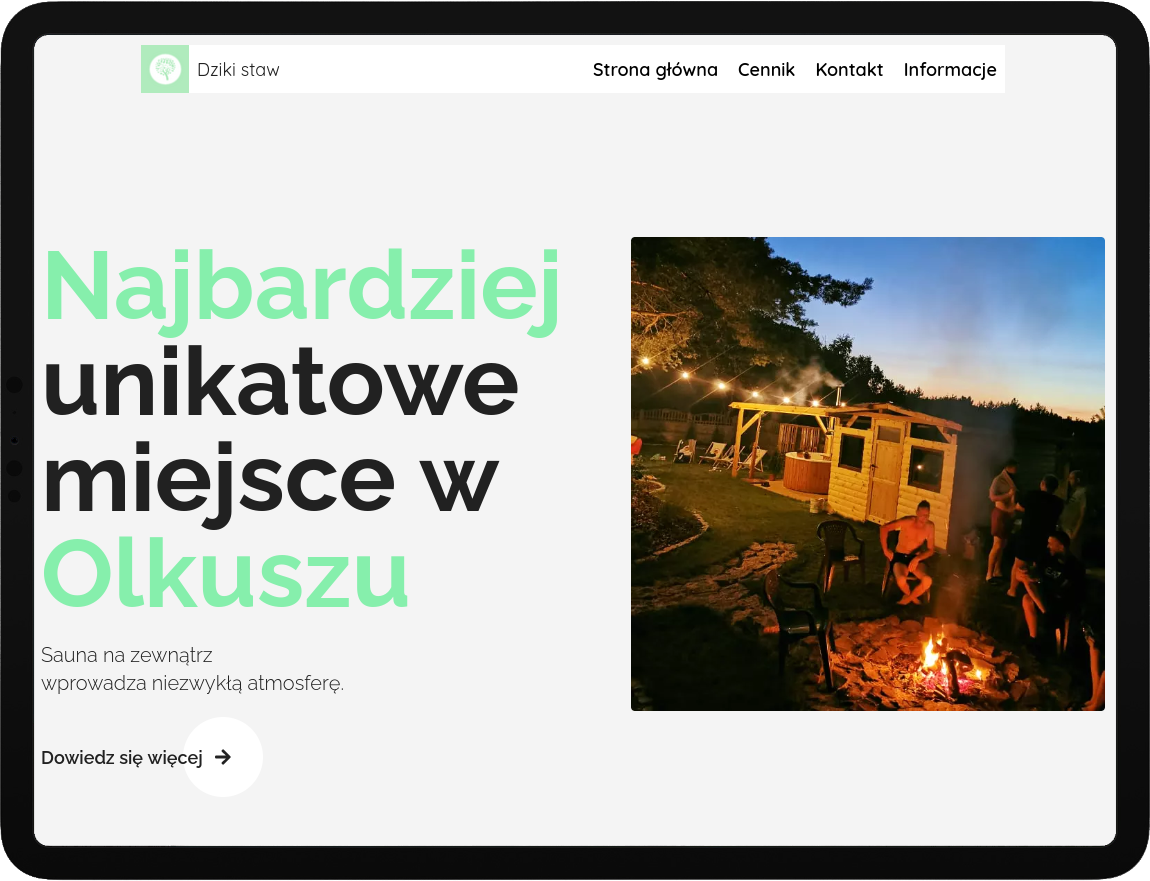 Dziki staw
Strona główna Cennik Kontakt Informacje
Najbardziej
unikatowe
miejsce w
Olkuszu
Sauna na zewnątrz
wprowadza niezwykłą atmosferę.
Dowiedz się więcej